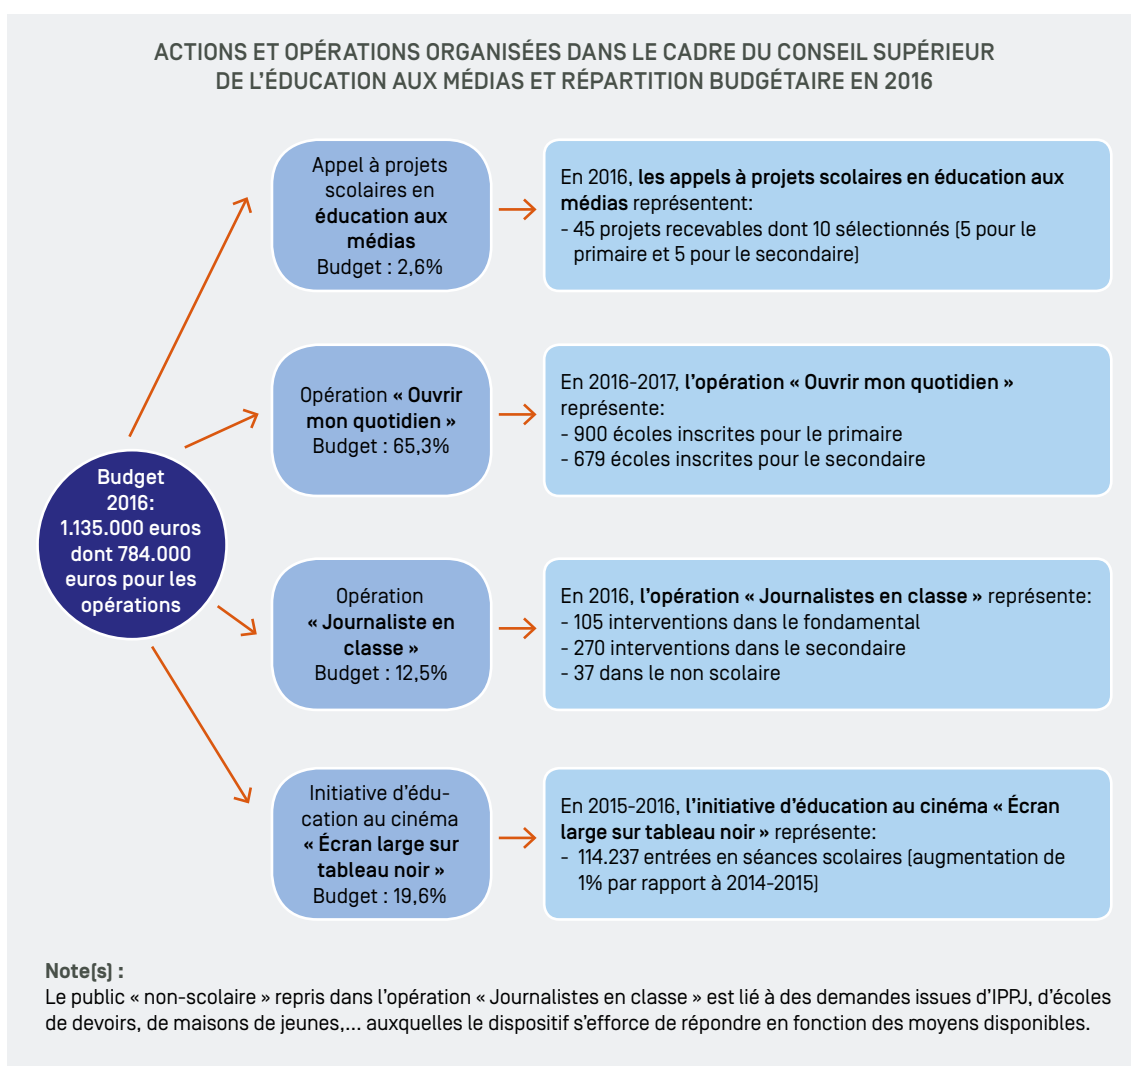 ACTIONS ET OPÉRATIONS ORGANISÉES DANS LE CADRE DU CONSEIL SUPÉRIEUR
DE L'ÉDUCATION AUX MÉDIAS ET RÉPARTITION BUDGÉTAIRE EN 2016
Budget
2016:
1.135.000 euros
dont 784.000
euros pour les
opérations
Appel à projets
scolaires en
éducation aux
médias
Budget : 2,6%
En 2016, les appels à projets scolaires en éducation aux
médias représentent:
- 45 projets recevables dont 10 sélectionnés (5 pour le
primaire et 5 pour le secondaire)
Opération « Ouvrir
mon quotidien »
Budget : 65,3%
En 2016-2017, l'opération « Ouvrir mon quotidien »
représente:
- 900 écoles inscrites pour le primaire
- 679 écoles inscrites pour le secondaire
Opération
« Journaliste en
classe »
Budget : 12,5%
En 2016, l'opération « Journalistes en classe » représente:
- 105 interventions dans le fondamental
- 270 interventions dans le secondaire
- 37 dans le non scolaire
Initiative d'édu-
cation au cinéma
« Écran large sur
tableau noir »
Budget : 19,6%
En 2015-2016, l'initiative d'éducation au cinéma « Écran
large sur tableau noir » représente:
- 114.237 entrées en séances scolaires (augmentation de
1% par rapport à 2014-2015)
Note(s) :
Le public « non-scolaire » repris dans l'opération « Journalistes en classe » est lié à des demandes issues d'IPPJ, d'écoles
de devoirs, de maisons de jeunes,... auxquelles le dispositif s'efforce de répondre en fonction des moyens disponibles.